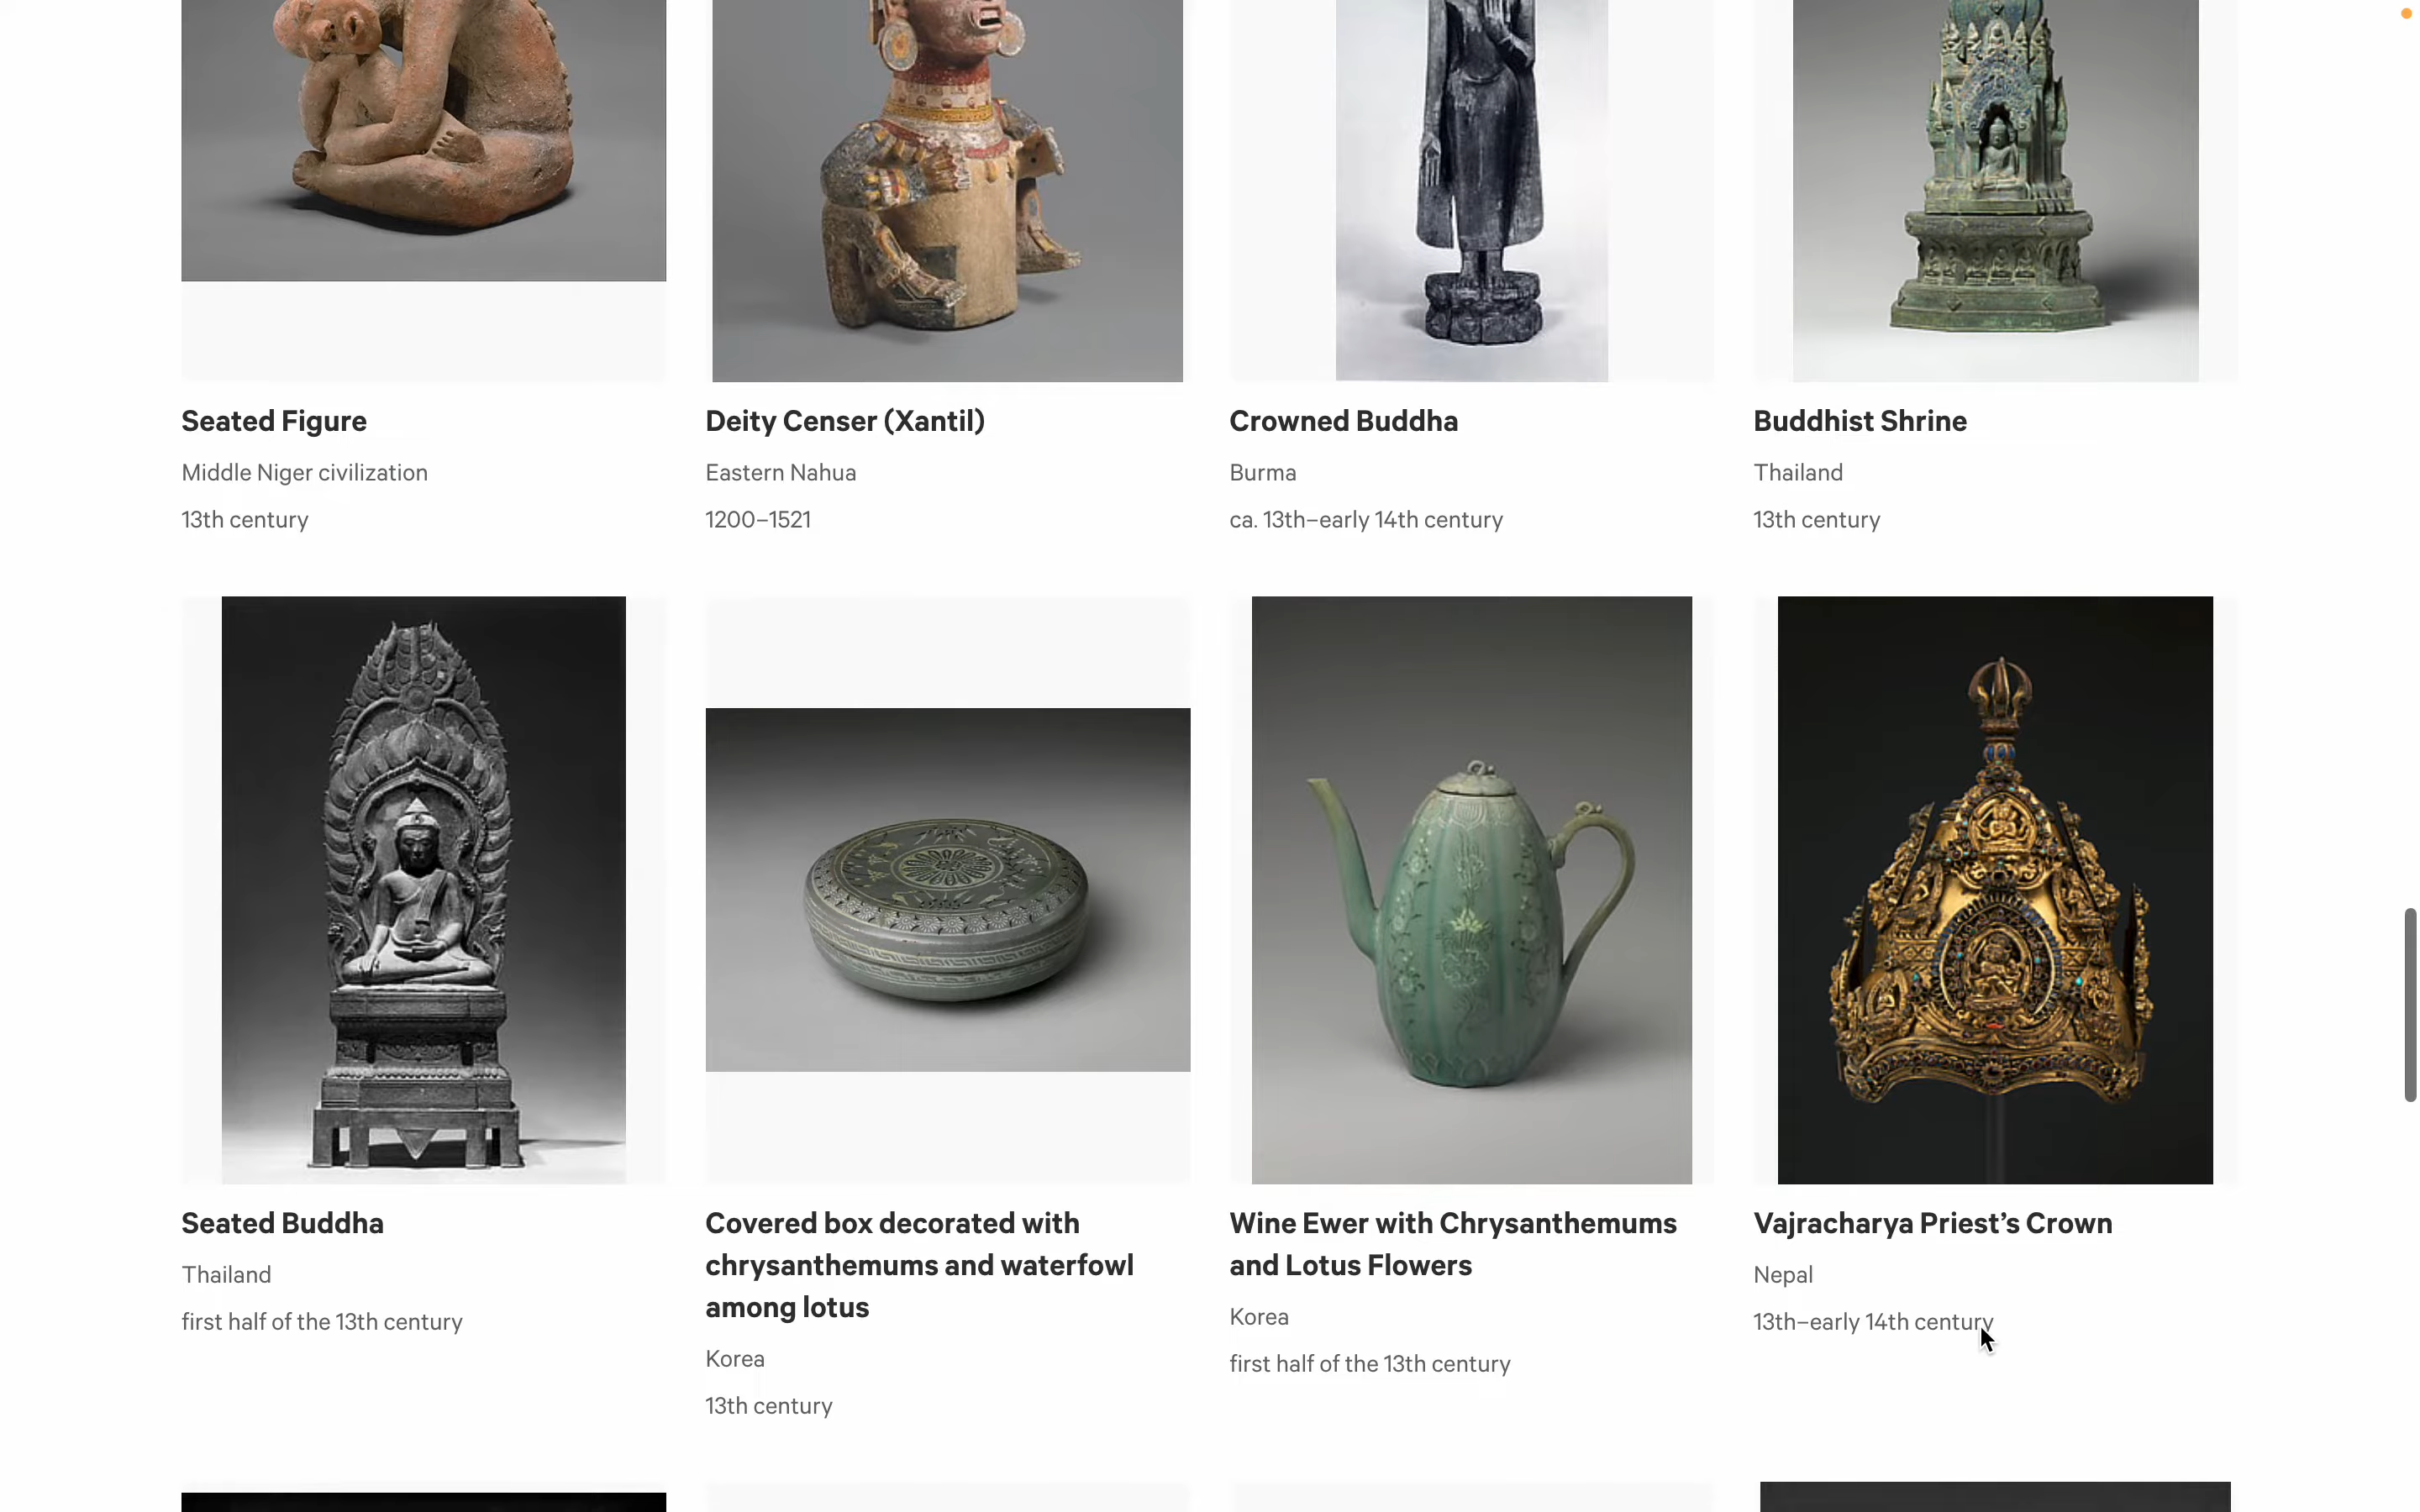 Seated Figure
Middle Niger civilization
13th century
Deity Censer (Xantil)
Eastern Nahua
1200–1521
Crowned Buddha
Burma
ca. 13th–early 14th century
Buddhist Shrine
Thailand
13th century
Seated Buddha
Thailand
first half of the 13th century
Covered box decorated with
chrysanthemums and waterfowl
among lotus
Korea
13th century
Wine Ewer with Chrysanthemums
and Lotus Flowers
Korea
first half of the 13th century
Vajracharya Priest’s Crown
Nepal
13th–early 14th century